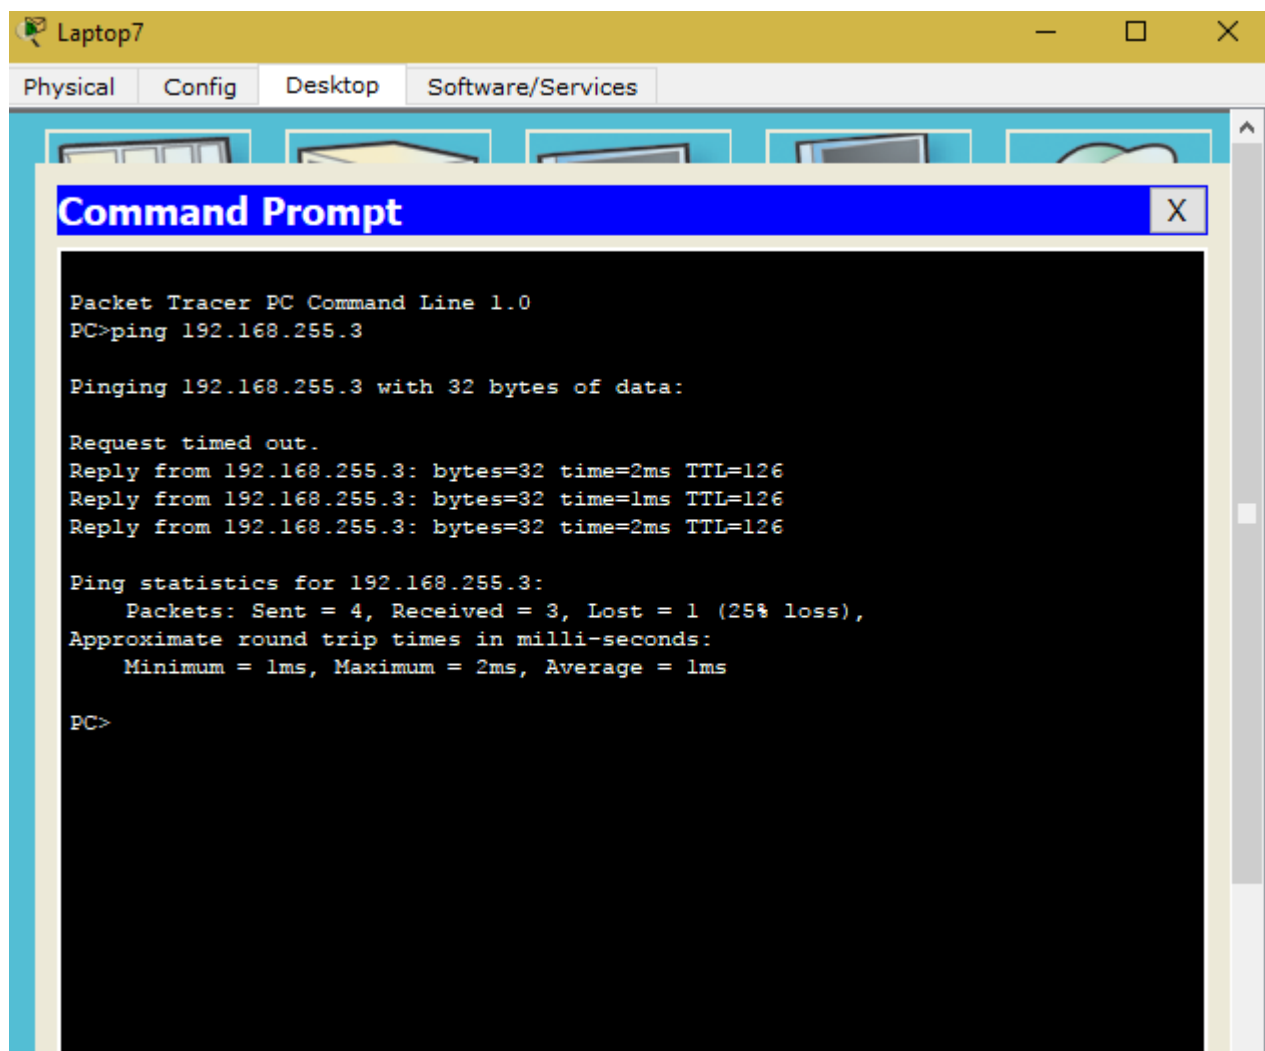 Laptop7
Physical Config Desktop Software/Services
Command Prompt X
Packet Tracer PC Command Line 1.0
PC>ping 192.168.255.3
Pinging 192.168.255.3 with 32 bytes of data:
Request timed out.
Reply from 192.168.255.3: bytes=32 time=2ms TTL=126
Reply from 192.168.255.3: bytes=32 time=1ms TTL=126
Reply from 192.168.255.3: bytes=32 time=2ms TTL=126
Ping statistics for 192.168.255.3:
Packets: Sent = 4, Received = 3, Lost = 1 (25% loss),
Approximate round trip times in milli-seconds:
Minimum = 1ms, Maximum = 2ms, Average = 1ms
PC>